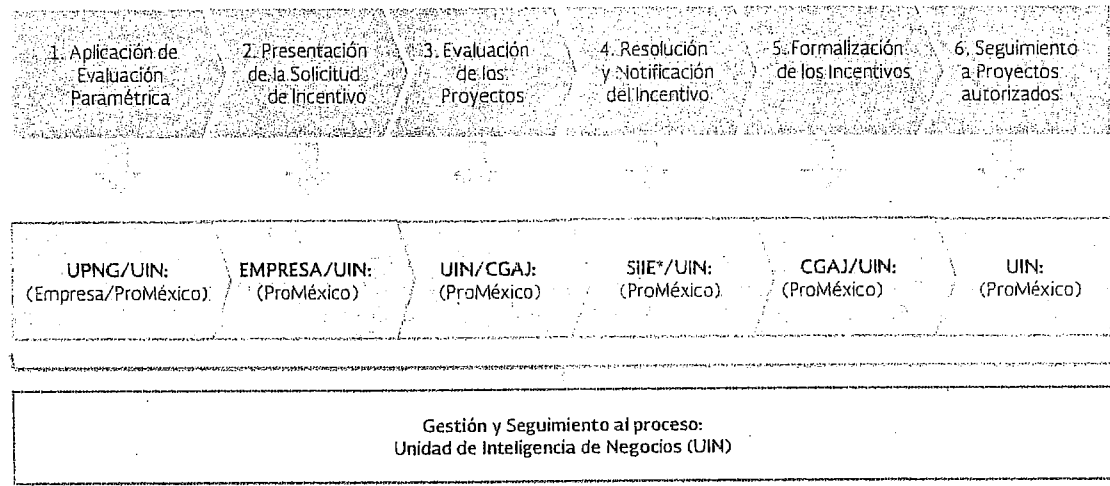 1. Aplicación de
Evaluación
Paramétrica
2. Presentación
de la Solicitud
de Incentivo
3. Evaluación
de los
Proyectos
4. Resolución
y Notificación
del Incentivo
5. Formalización
de los Incentivos
6. Seguimiento
a Proyectos
autorizados
UPNG/UIN:
(Empresa/ProMéxico)
EMPRESA/UIN:
(ProMéxico)
UIN/CGAJ:
(ProMéxico)
SIIE*/UIN:
(ProMéxico)
CGAJ/UIN:
(ProMéxico)
UIN:
(ProMéxico)
Gestión y Seguimiento al proceso:
Unidad de Inteligencia de Negocios (UIN)